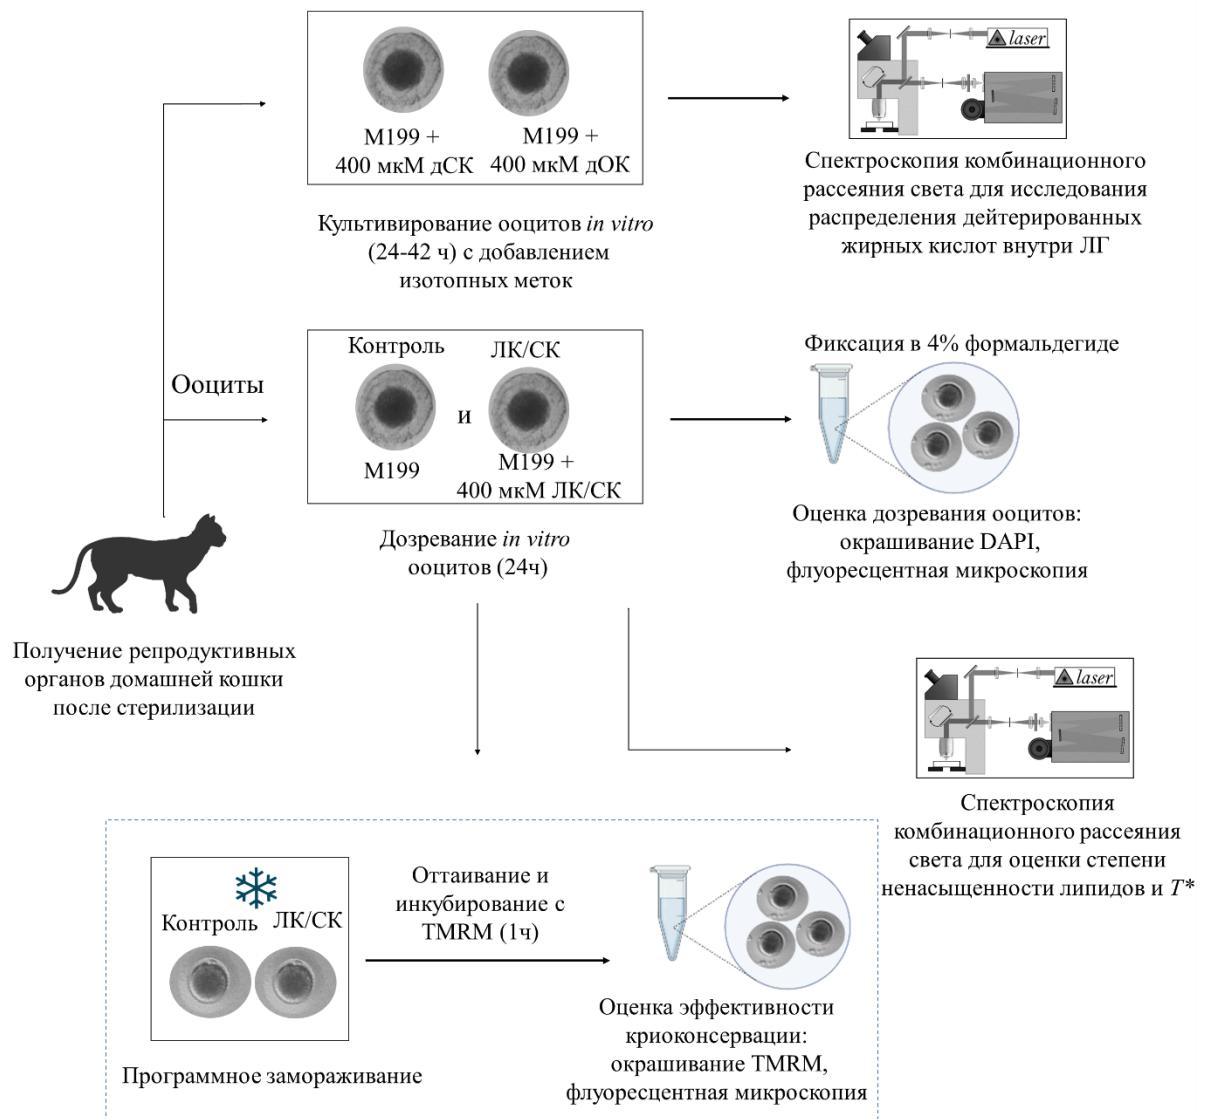 laser
М199 +
400 мкМ дСК
М199 +
400 мкМ дОК
Спектроскопия комбинационного
рассеяния света для исследования
распределения дейтерированных
жирных кислот внутри ЛГ
Культивирование ооцитов in vitro
(24-42 ч) с добавлением
изотопных меток
Ооциты
Контроль
ЛК/СК
и
М199
М199 +
400 мкМ ЛК/СК
Фиксация в 4% формальдегиде
Дозревание in vitro
ооцитов (24ч)
Оценка дозревания ооцитов:
окрашивание DAPI,
флуоресцентная микроскопия
Получение репродуктивных
органов домашней кошки
после стерилизации
laser
Спектроскопия
комбинационного рассеяния
света для оценки степени
ненасыщенности липидов и T*
Контроль
ЛК/СК
Оттаивание и
инкубирование с
TMRM (1ч)
Программное замораживание
Оценка эффективности
криоконсервации:
окрашивание TMRM,
флуоресцентная микроскопия